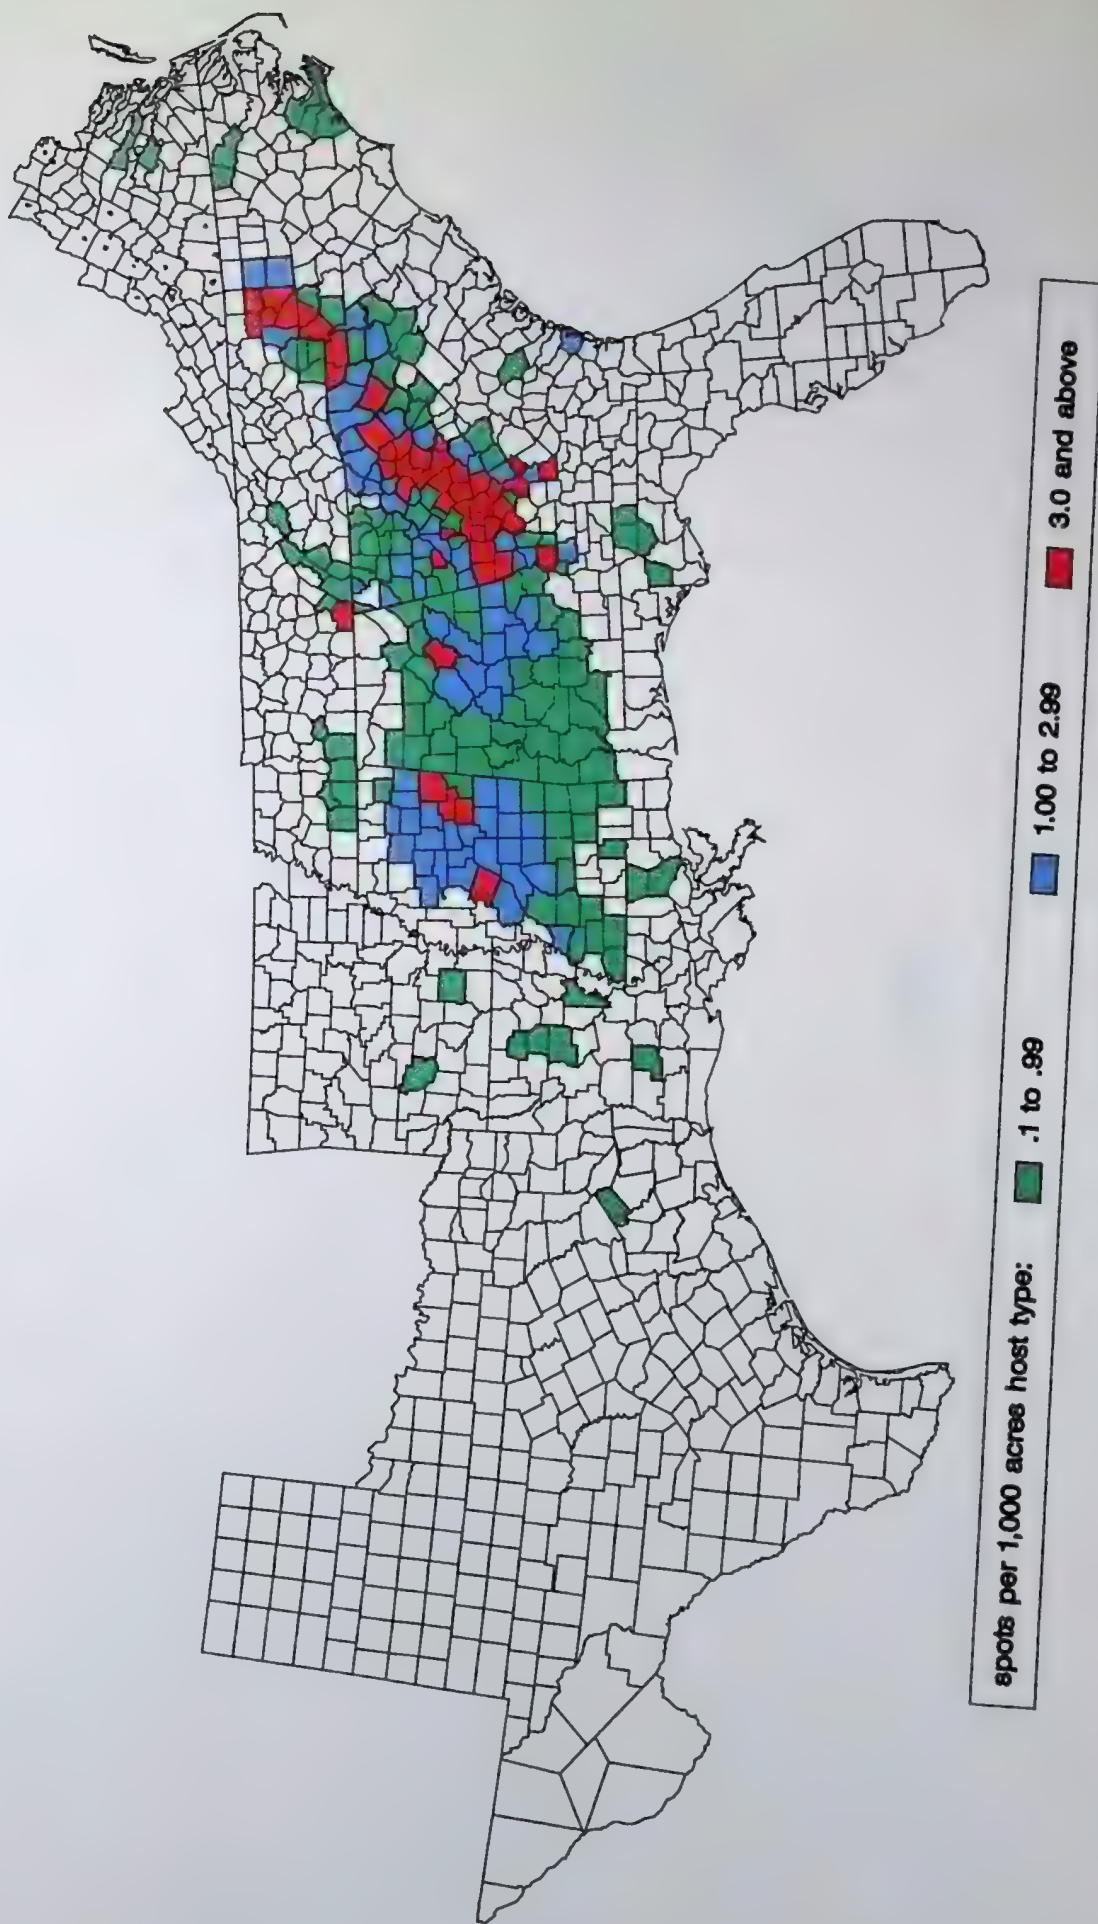 spots per 1,000 acres host type: .1 to .99 1.00 to 2.99 3.0 and above